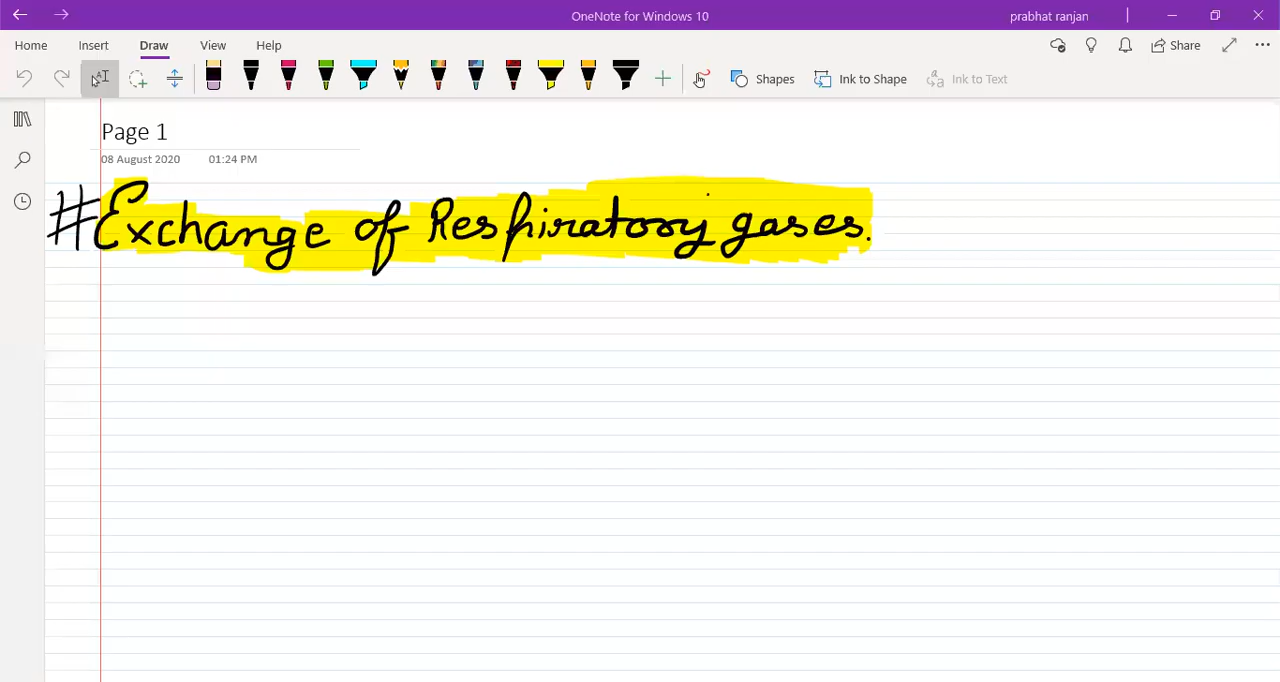 OneNote for Windows 10
prabhat ranjan
Home Insert Draw View Help
Share
Shapes Ink to Shape Ink to Text
Page 1
08 August 2020 01:24 PM
#Exchange of Respiratory gases.